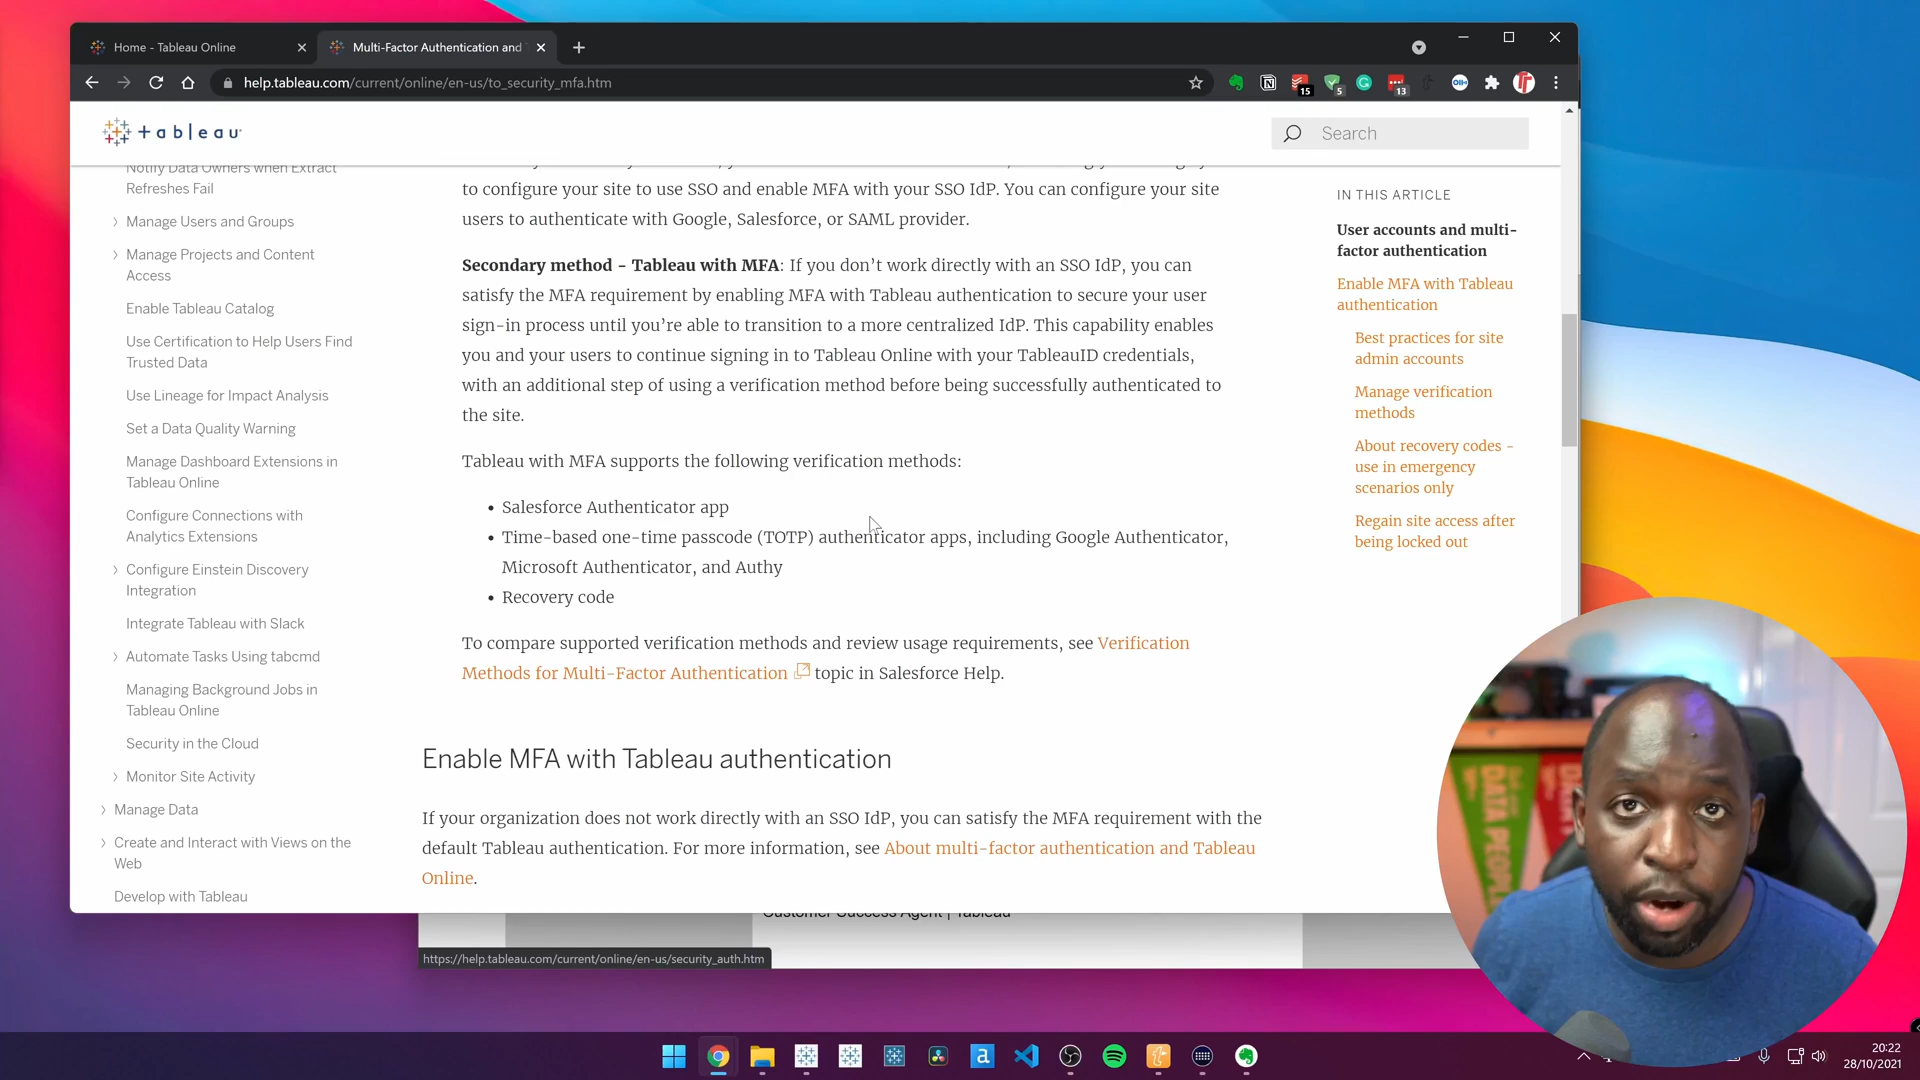 Home - Tableau Online
Multi-Factor Authentication and
help.tableau.com/current/online/en-us/to_security_mfa.htm
15
5
13
tableau
Search
Notify Data Owners when Extract
Refreshes Fail
Manage Users and Groups
Manage Projects and Content
Access
Enable Tableau Catalog
Use Certification to Help Users Find
Trusted Data
Use Lineage for Impact Analysis
Set a Data Quality Warning
Manage Dashboard Extensions in
Tableau Online
Configure Connections with
Analytics Extensions
Configure Einstein Discovery
Integration
Integrate Tableau with Slack
Automate Tasks Using tabcmd
Managing Background Jobs in
Tableau Online
Security in the Cloud
Monitor Site Activity
Manage Data
Create and Interact with Views on the
Web
Develop with Tableau
to configure your site to use SSO and enable MFA with your SSO IdP. You can configure your site
users to authenticate with Google, Salesforce, or SAML provider.
Secondary method - Tableau with MFA: If you don't work directly with an SSO IdP, you can
satisfy the MFA requirement by enabling MFA with Tableau authentication to secure your user
sign-in process until you're able to transition to a more centralized IdP. This capability enables
you and your users to continue signing in to Tableau Online with your TableauID credentials,
with an additional step of using a verification method before being successfully authenticated to
the site.
Tableau with MFA supports the following verification methods:
• Salesforce Authenticator app
• Time-based one-time passcode (TOTP) authenticator apps, including Google Authenticator,
Microsoft Authenticator, and Authy
• Recovery code
To compare supported verification methods and review usage requirements, see Verification
Methods for Multi-Factor Authentication topic in Salesforce Help.
Enable MFA with Tableau authentication
If your organization does not work directly with an SSO IdP, you can satisfy the MFA requirement with the
default Tableau authentication. For more information, see About multi-factor authentication and Tableau
Online.
IN THIS ARTICLE
User accounts and multi-
factor authentication
Enable MFA with Tableau
authentication
Best practices for site
admin accounts
Manage verification
methods
About recovery codes -
use in emergency
scenarios only
Regain site access after
being locked out
Customer Success Agent | Tableau
https://help.tableau.com/current/online/en-us/security_auth.htm
DATA PEOPLE
DATA
20:22
28/10/2021